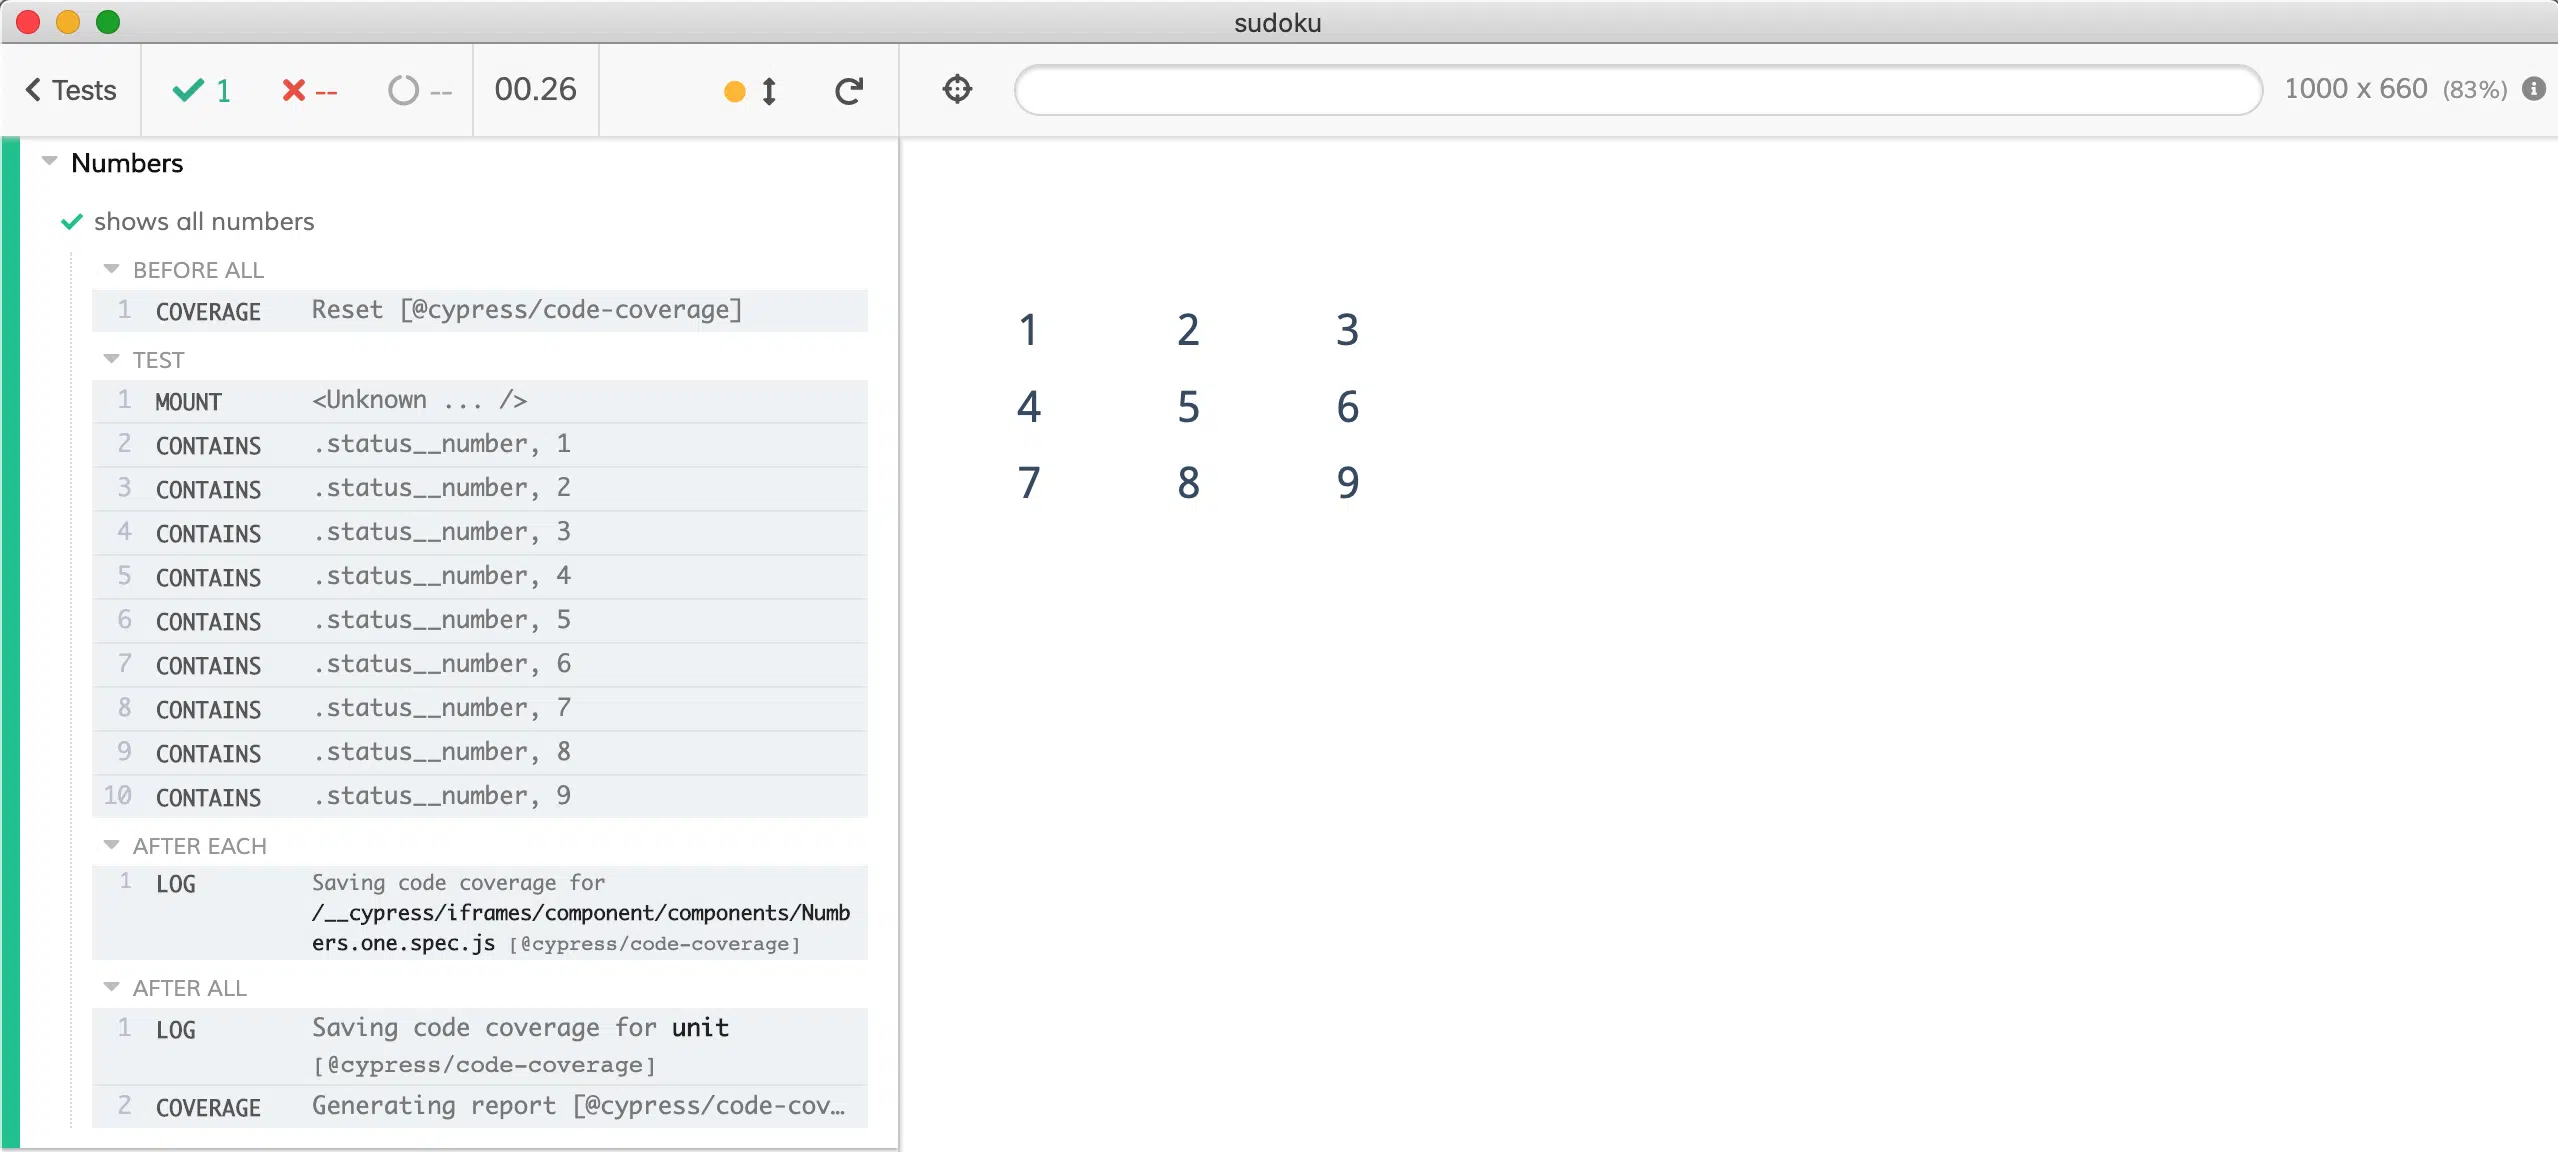 sudoku
Tests 1 -- -- 00.26 1000 x 660 (83%)
Numbers
shows all numbers
BEFORE ALL
1 COVERAGE Reset [@cypress/code-coverage]
TEST
1 MOUNT <Unknown ... />
2 CONTAINS .status__number, 1
3 CONTAINS .status__number, 2
4 CONTAINS .status__number, 3
5 CONTAINS .status__number, 4
6 CONTAINS .status__number, 5
7 CONTAINS .status__number, 6
8 CONTAINS .status__number, 7
9 CONTAINS .status__number, 8
10 CONTAINS .status__number, 9
AFTER EACH
1 LOG Saving code coverage for
/__cypress/iframes/component/components/Numb
ers.one.spec.js [@cypress/code-coverage]
AFTER ALL
1 LOG Saving code coverage for unit
[@cypress/code-coverage]
2 COVERAGE Generating report [@cypress/code-cov…
1 2 3
4 5 6
7 8 9